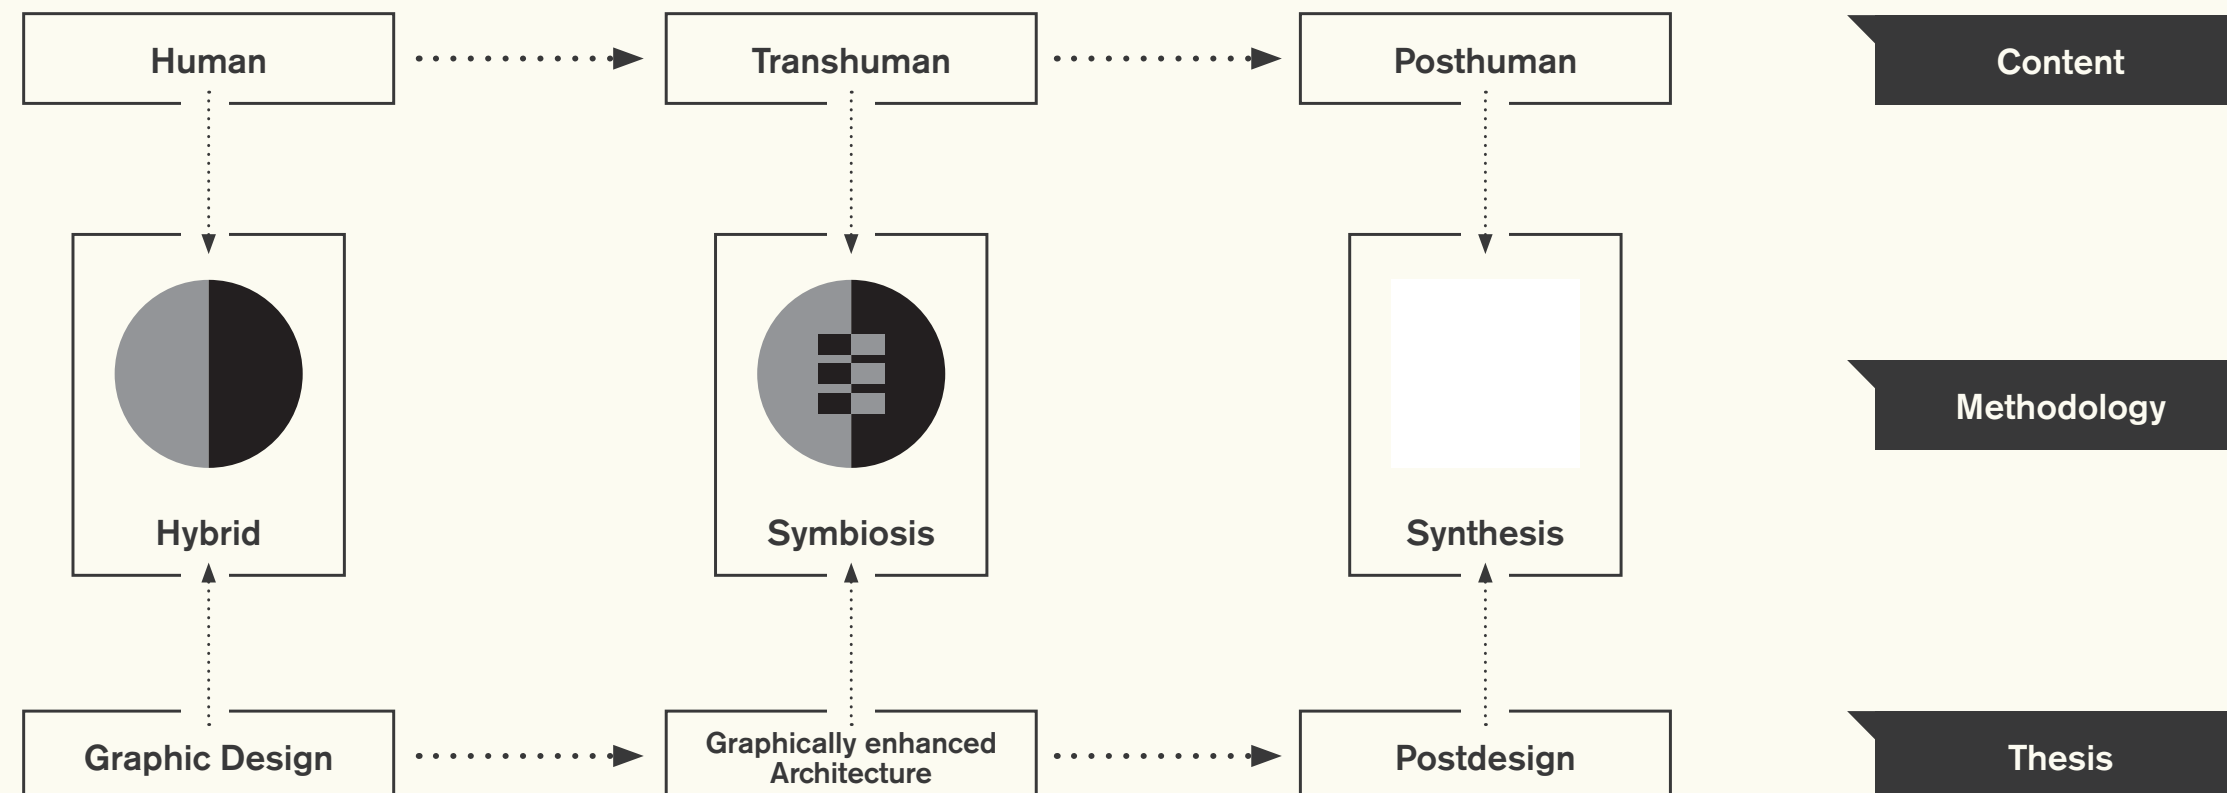 Human
Transhuman
Posthuman
Content
Hybrid
Symbiosis
Synthesis
Methodology
Graphic Design
Graphically enhanced
Architecture
Postdesign
Thesis